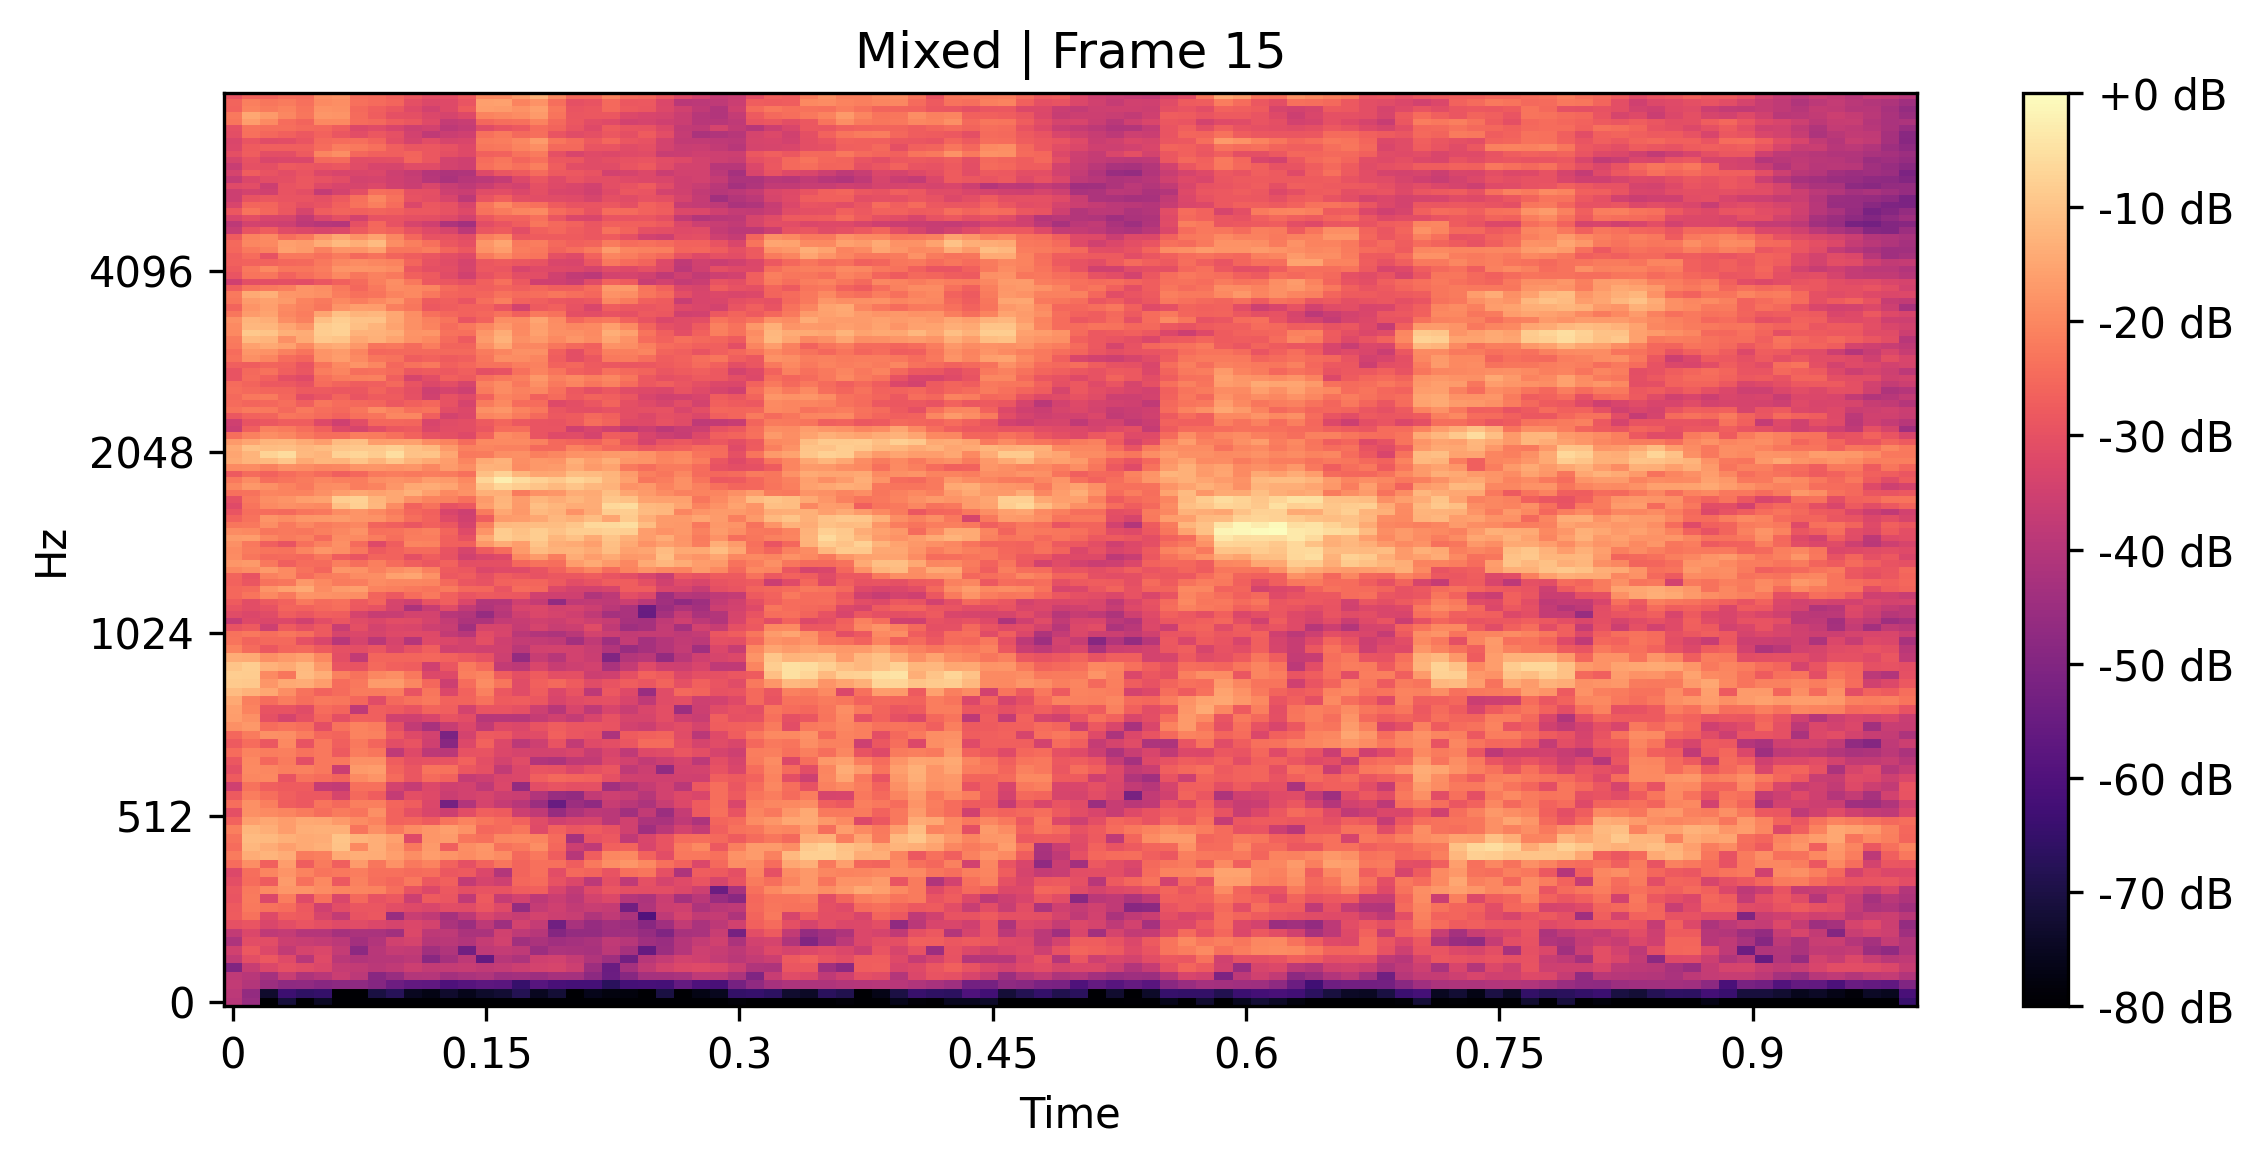 Mixed | Frame 15
Hz
4096
2048
1024
512
0
0 0.15 0.3 0.45 0.6 0.75 0.9
Time
+0 dB
-10 dB
-20 dB
-30 dB
-40 dB
-50 dB
-60 dB
-70 dB
-80 dB